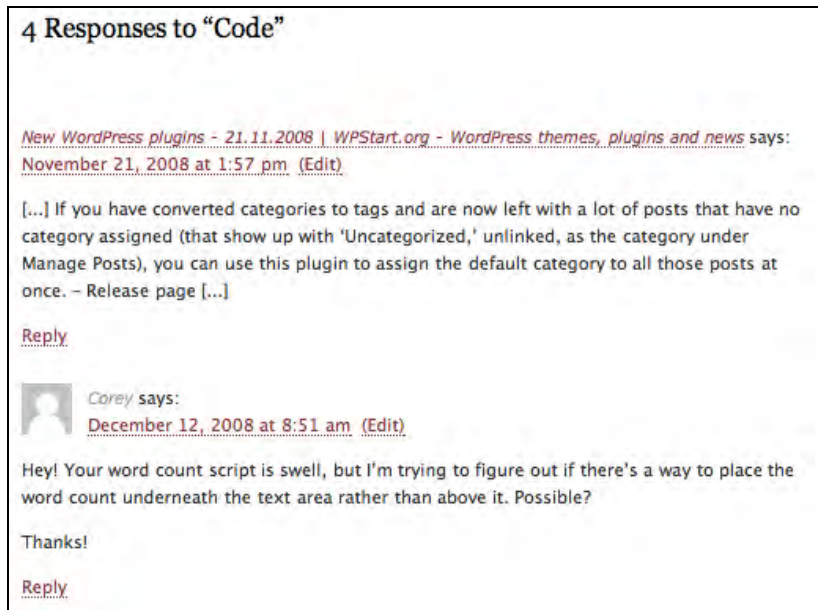 4 Responses to “Code”
New WordPress plugins - 21.11.2008 | WPStart.org - WordPress themes, plugins and news says:
November 21, 2008 at 1:57 pm (Edit)
[...] If you have converted categories to tags and are now left with a lot of posts that have no
category assigned (that show up with ‘Uncategorized,’ unlinked, as the category under
Manage Posts), you can use this plugin to assign the default category to all those posts at
once. – Release page [...]
Reply
Corey says:
December 12, 2008 at 8:51 am (Edit)
Hey! Your word count script is swell, but I’m trying to figure out if there’s a way to place the
word count underneath the text area rather than above it. Possible?
Thanks!
Reply